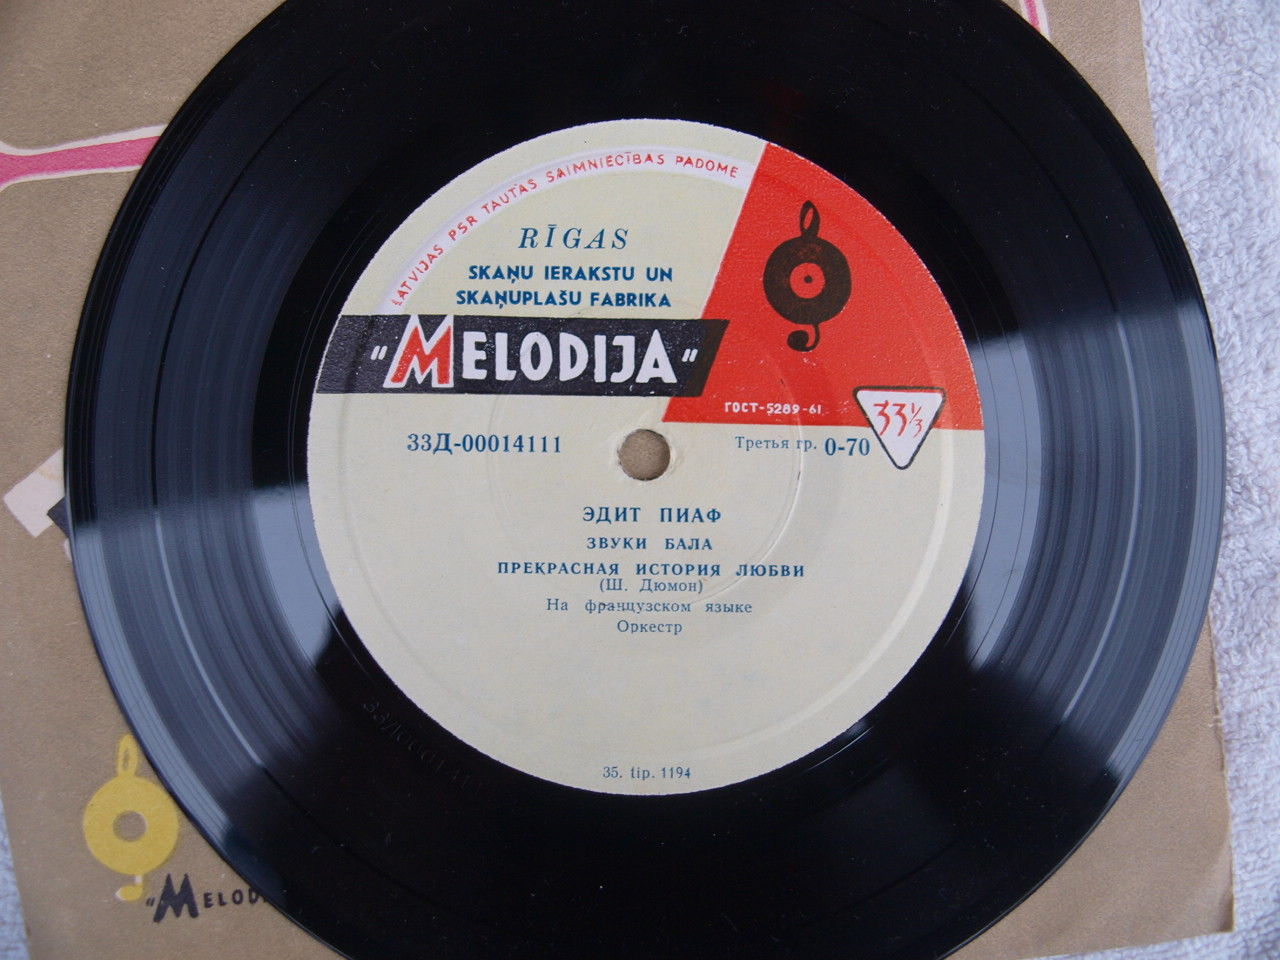 LATVIJAS PSR TAUTAS SAIMNIECĪBAS PADOME
RĪGAS
SKAŅU IERAKSTU UN
SKAŅUPLAŠU FABRIKA
"MELODIJA"
ГОСТ-5289-61
33⅓
33Д-00014111
Третья гр. 0-70
ЭДИТ ПИАФ
ЗВУКИ БАЛА
ПРЕКРАСНАЯ ИСТОРИЯ ЛЮБВИ
(Ш. Дюмон)
На французском языке
Оркестр
35. tip. 1194